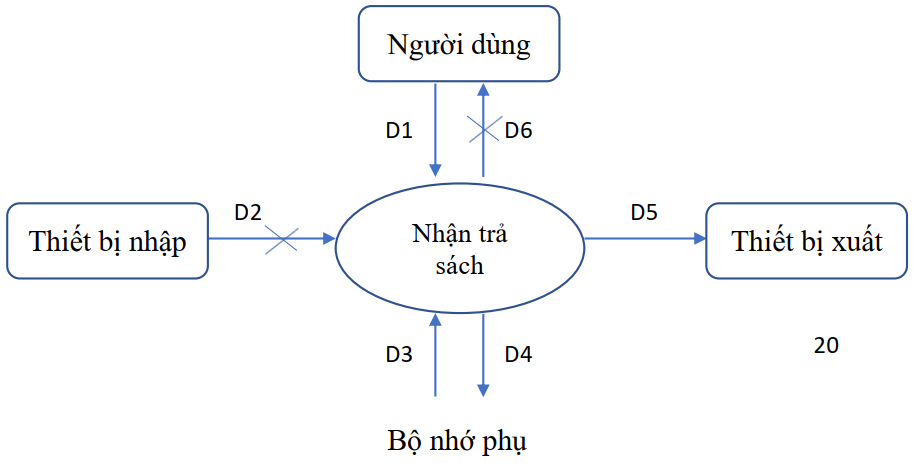 Người dùng
D1
D6
D2
D5
Thiết bị nhập
Nhận trả
sách
Thiết bị xuất
D3
D4
20
Bộ nhớ phụ